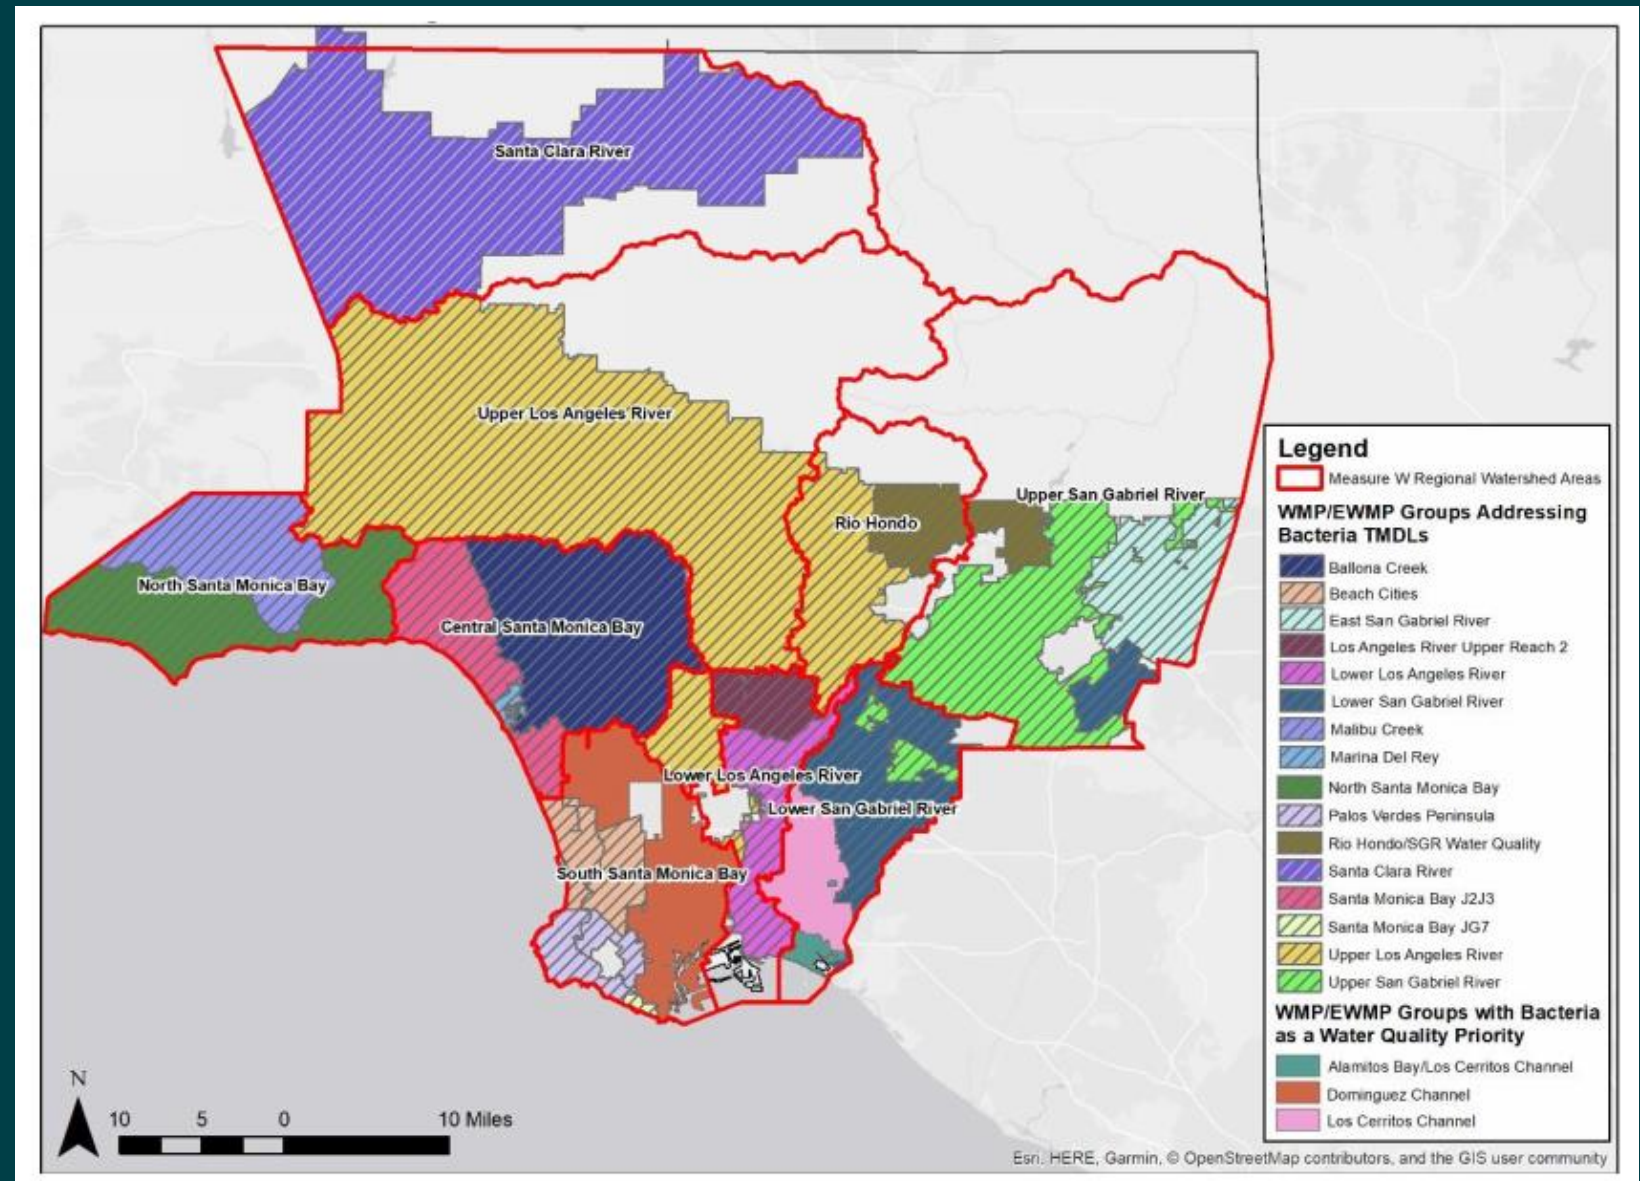 Santa Clara River
Upper Los Angeles River
Upper San Gabriel River
Rio Hondo
North Santa Monica Bay
Central Santa Monica Bay
Lower Los Angeles River
Lower San Gabriel River
South Santa Monica Bay
Legend
Measure W Regional Watershed Areas
WMP/EWMP Groups Addressing
Bacteria TMDLs
Ballona Creek
Beach Cities
East San Gabriel River
Los Angeles River Upper Reach 2
Lower Los Angeles River
Lower San Gabriel River
Malibu Creek
Marina Del Rey
North Santa Monica Bay
Palos Verdes Peninsula
Rio Hondo/SGR Water Quality
Santa Clara River
Santa Monica Bay J2J3
Santa Monica Bay JG7
Upper Los Angeles River
Upper San Gabriel River
WMP/EWMP Groups with Bacteria
as a Water Quality Priority
Alamitos Bay/Los Cerritos Channel
Dominguez Channel
Los Cerritos Channel
N
10 5 0 10 Miles
Esri, HERE, Garmin, © OpenStreetMap contributors, and the GIS user community